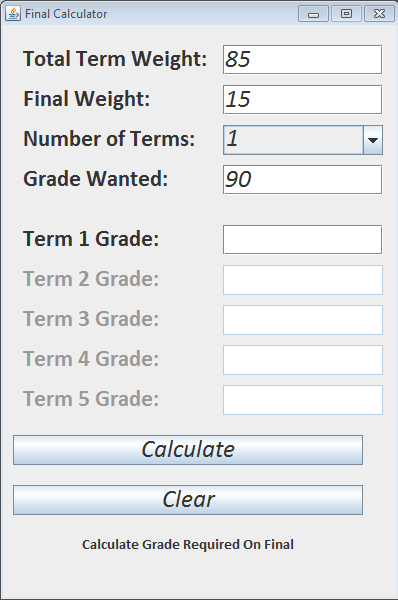 Final Calculator
Total Term Weight: 85
Final Weight: 15
Number of Terms: 1
Grade Wanted: 90
Term 1 Grade:
Term 2 Grade:
Term 3 Grade:
Term 4 Grade:
Term 5 Grade:
Calculate
Clear
Calculate Grade Required On Final